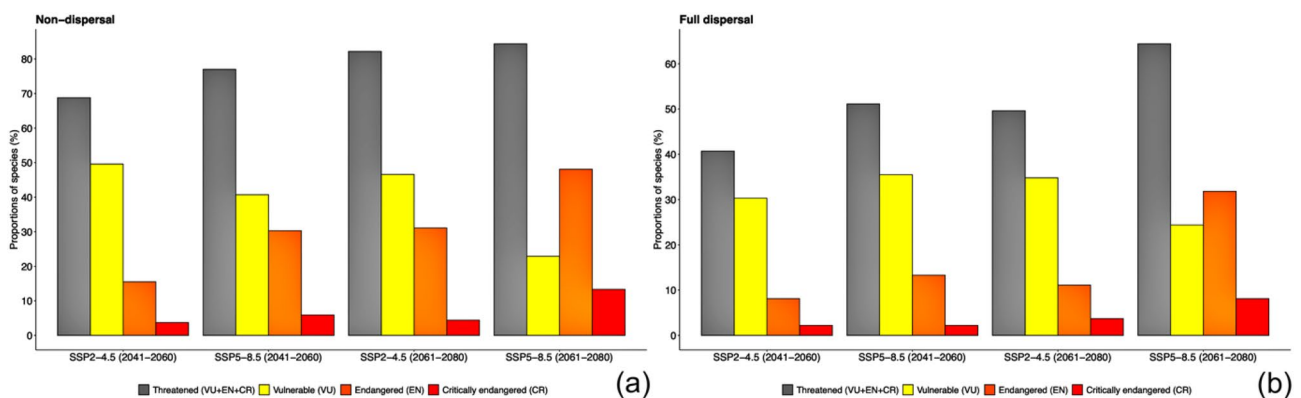 Non-dispersal
Proportions of species (%)
80
70
60
50
40
30
20
10
0
SSP2-4.5 (2041-2060) SSP5-8.5 (2041-2060) SSP2-4.5 (2061-2080) SSP5-8.5 (2061-2080)
Threatened (VU+EN+CR) Vulnerable (VU) Endangered (EN) Critically endangered (CR)
(a)
Full dispersal
Proportions of species (%)
60
50
40
30
20
10
0
SSP2-4.5 (2041-2060) SSP5-8.5 (2041-2060) SSP2-4.5 (2061-2080) SSP5-8.5 (2061-2080)
Threatened (VU+EN+CR) Vulnerable (VU) Endangered (EN) Critically endangered (CR)
(b)